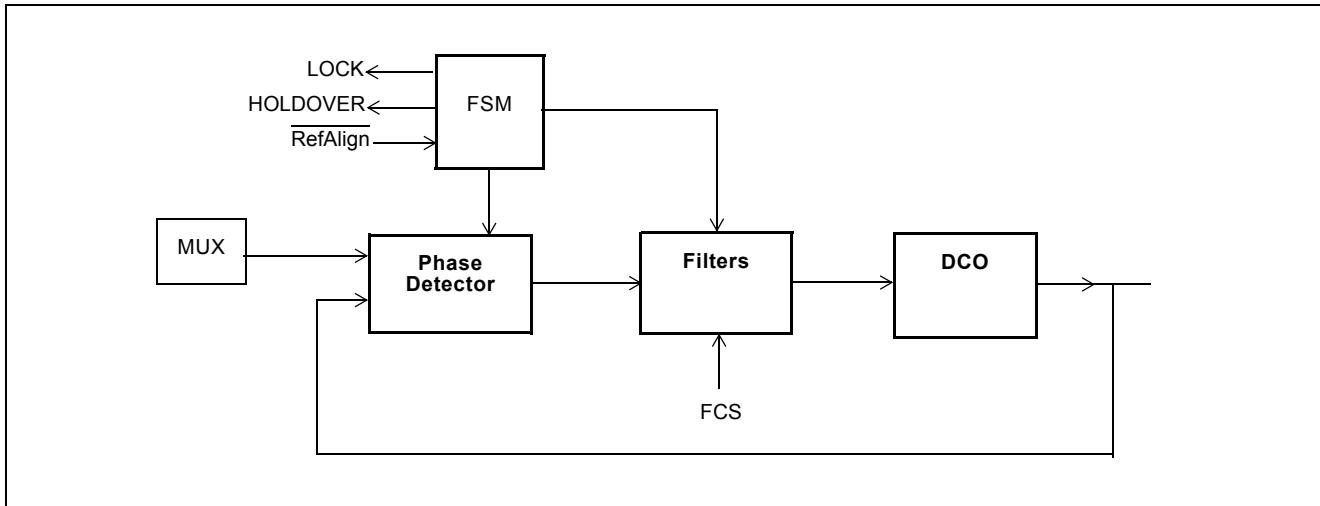 LOCK
HOLDOVER
RefAlign
FSM
MUX
Phase
Detector
Filters
DCO
FCS